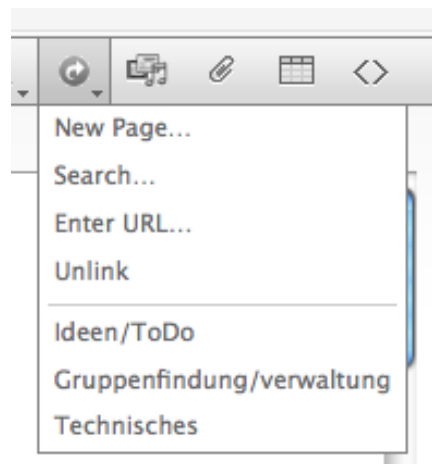 New Page...
Search...
Enter URL...
Unlink
Ideen/ToDo
Gruppenfindung/verwaltung
Technisches